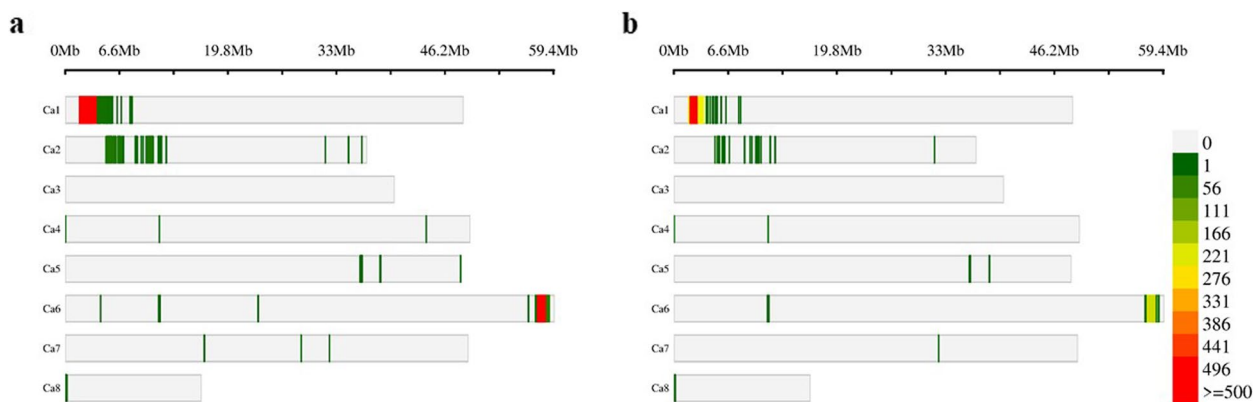 a
0Mb 6.6Mb 19.8Mb 33Mb 46.2Mb 59.4Mb
Ca1
Ca2
Ca3
Ca4
Ca5
Ca6
Ca7
Ca8
b
0Mb 6.6Mb 19.8Mb 33Mb 46.2Mb 59.4Mb
Ca1
Ca2
Ca3
Ca4
Ca5
Ca6
Ca7
Ca8
0
1
56
111
166
221
276
331
386
441
496
>=500